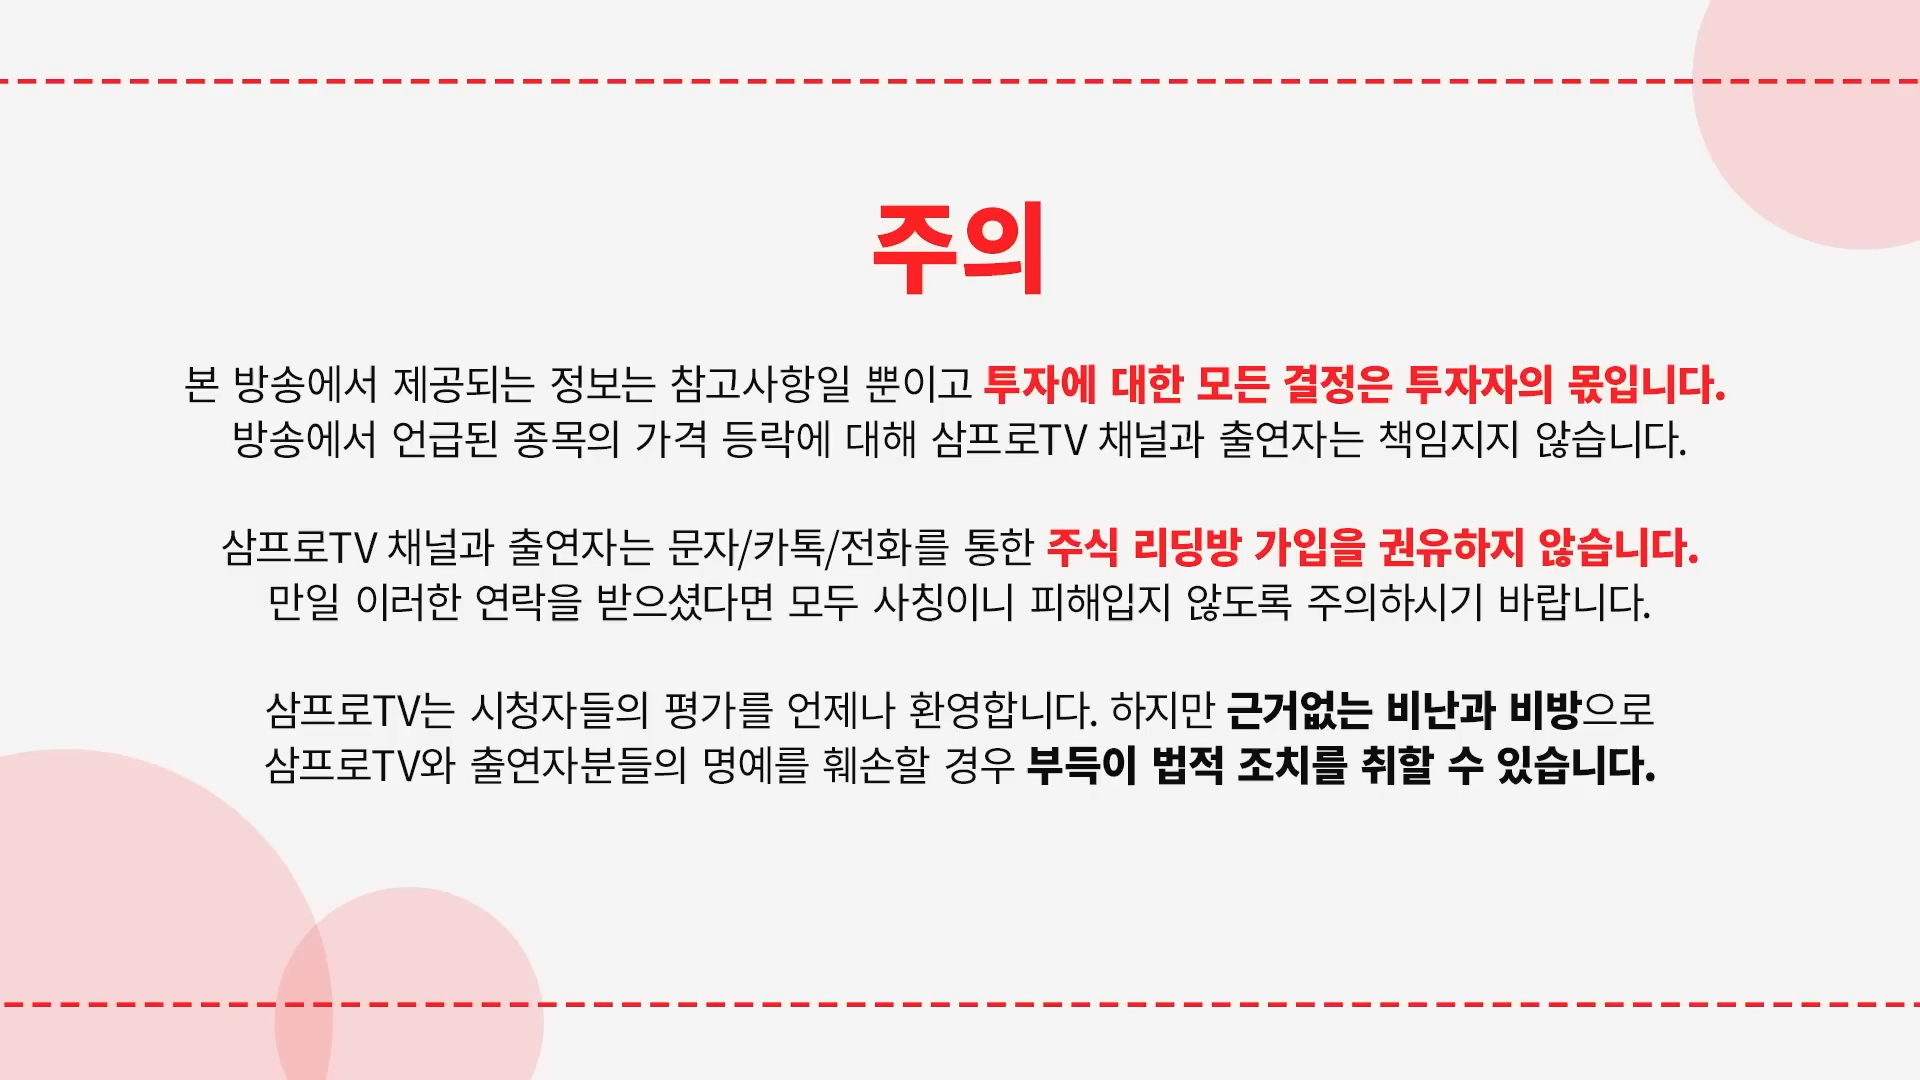 주의
본 방송에서 제공되는 정보는 참고사항일 뿐이고 투자에 대한 모든 결정은 투자자의 몫입니다.
방송에서 언급된 종목의 가격 등락에 대해 삼프로TV 채널과 출연자는 책임지지 않습니다.
삼프로TV 채널과 출연자는 문자/카톡/전화를 통한 주식 리딩방 가입을 권유하지 않습니다.
만일 이러한 연락을 받으셨다면 모두 사칭이니 피해입지 않도록 주의하시기 바랍니다.
삼프로TV는 시청자들의 평가를 언제나 환영합니다. 하지만 근거없는 비난과 비방으로
삼프로TV와 출연자분들의 명예를 훼손할 경우 부득이 법적 조치를 취할 수 있습니다.